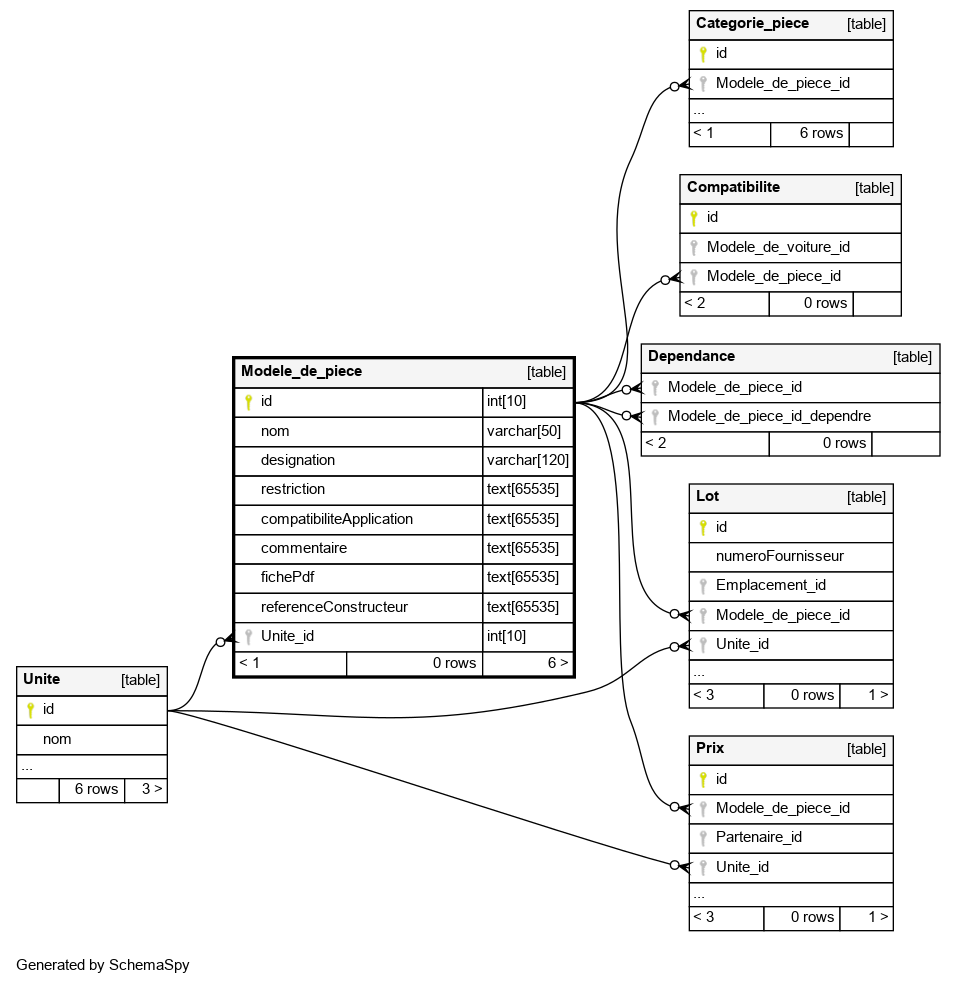 Categorie_piece [table]
id
Modele_de_piece_id
...
< 1 6 rows
Compatibilite [table]
id
Modele_de_voiture_id
Modele_de_piece_id
< 2 0 rows
Dependance [table]
Modele_de_piece_id
Modele_de_piece_id_dependre
< 2 0 rows
Modele_de_piece [table]
id int[10]
nom varchar[50]
designation varchar[120]
restriction text[65535]
compatibiliteApplication text[65535]
commentaire text[65535]
fichePdf text[65535]
referenceConstructeur text[65535]
Unite_id int[10]
< 1 0 rows 6 >
Lot [table]
id
numeroFournisseur
Emplacement_id
Modele_de_piece_id
Unite_id
...
< 3 0 rows 1 >
Unite [table]
id
nom
...
6 rows 3 >
Prix [table]
id
Modele_de_piece_id
Partenaire_id
Unite_id
...
< 3 0 rows 1 >
Generated by SchemaSpy